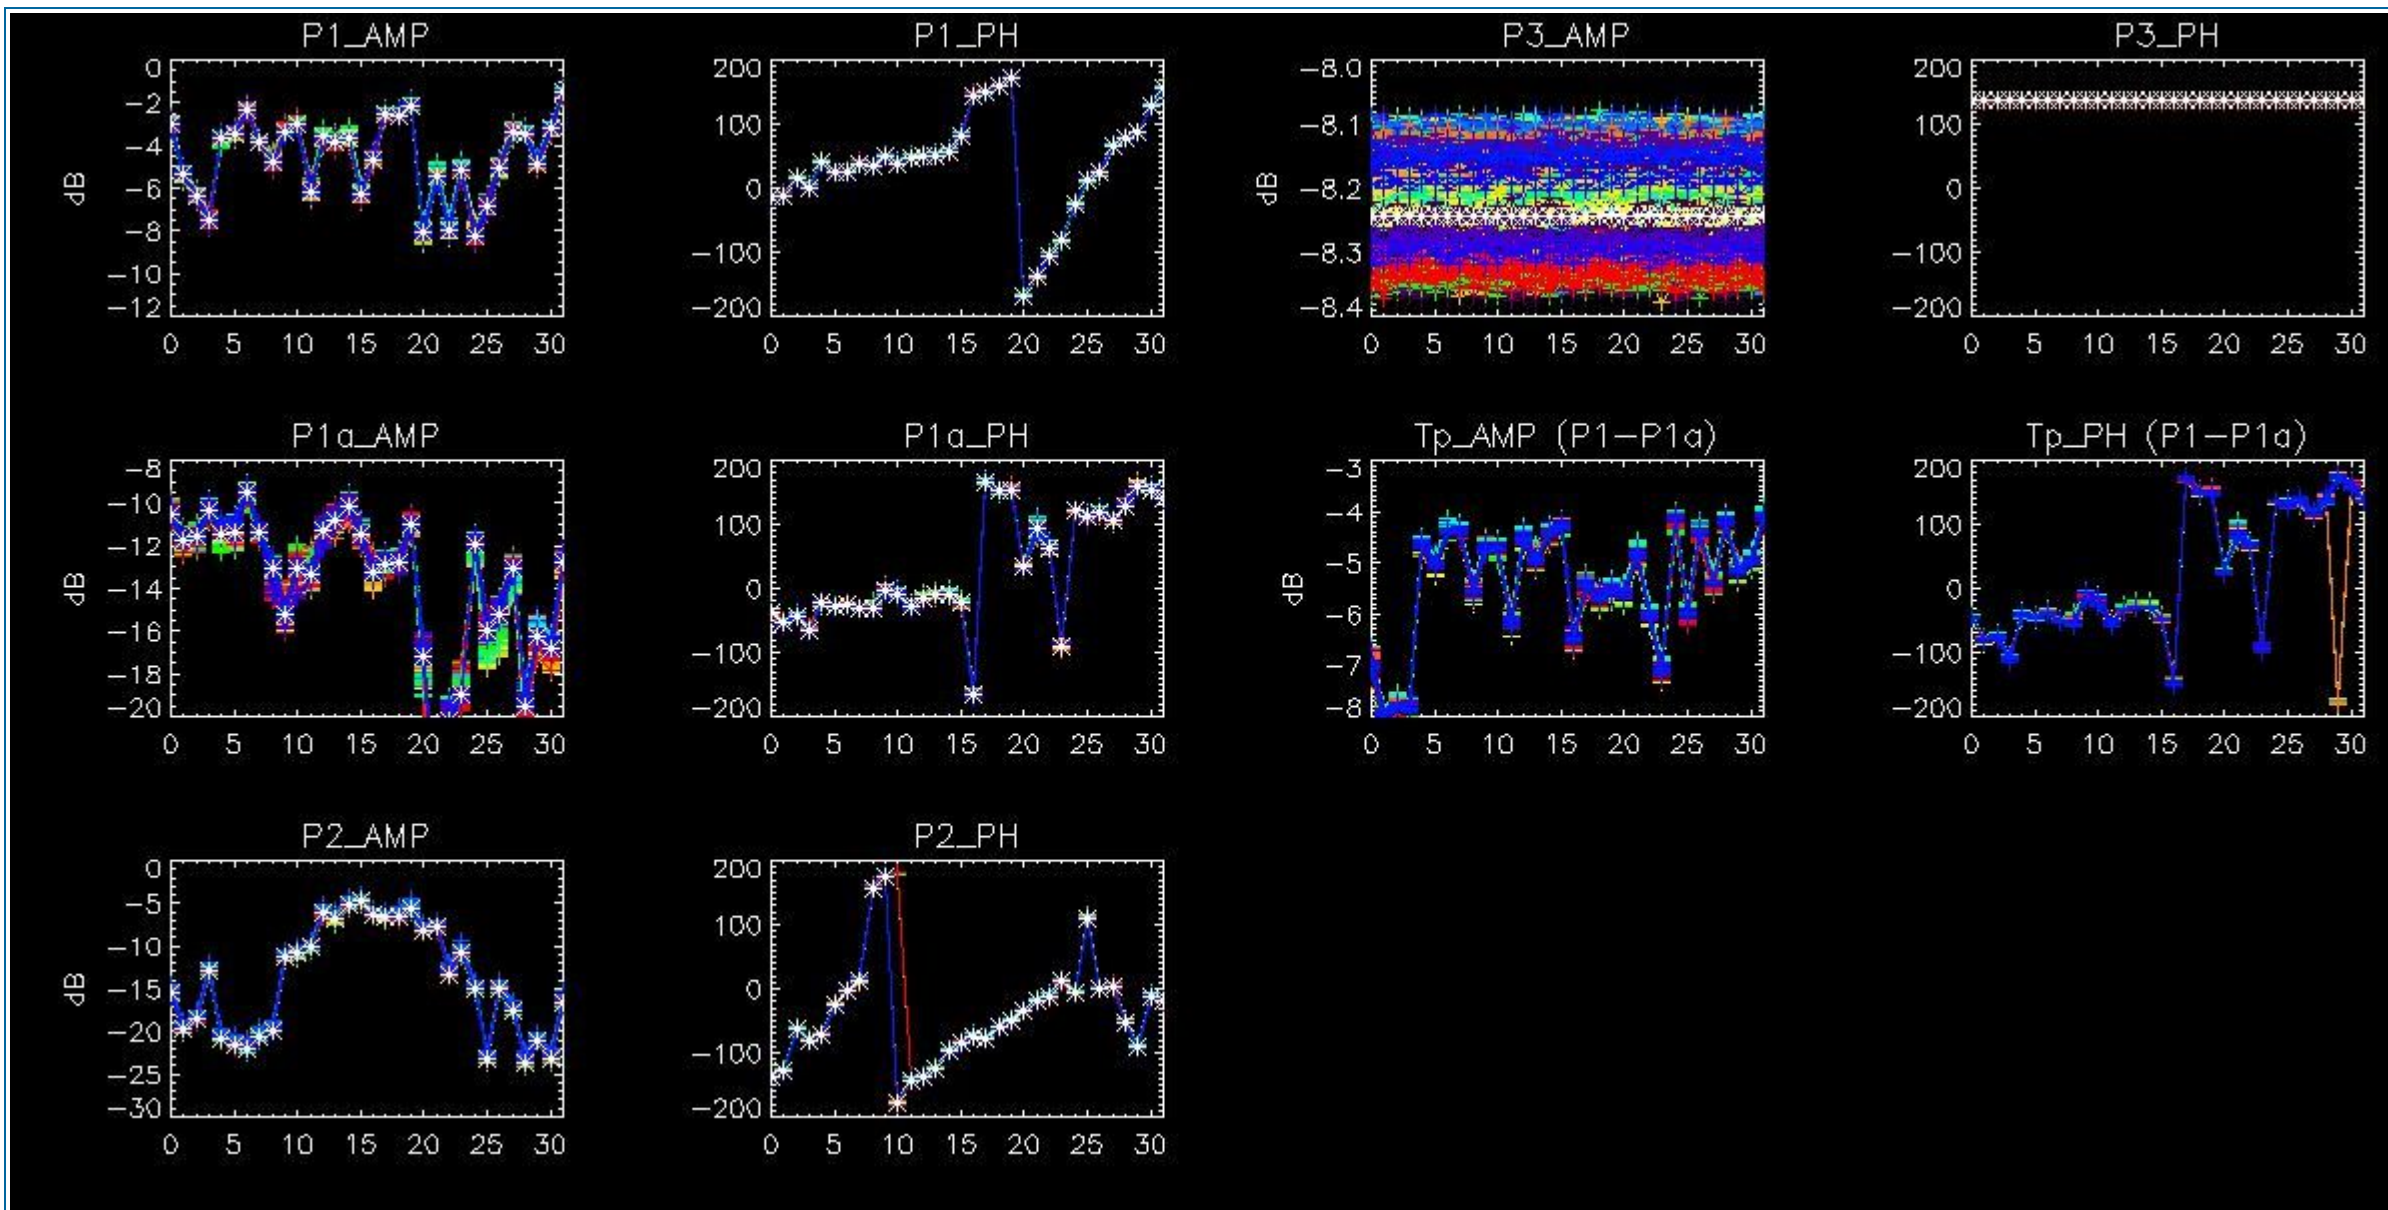 P1_AMP P1_PH P3_AMP P3_PH
0 200 −8.0 200
−2
100 −8.1 100
−4
dB −6 0 dB −8.2 0
−8
−100 −8.3 −100
−10
−12 −200 −8.4 −200
0 5 10 15 20 25 30 0 5 10 15 20 25 30 0 5 10 15 20 25 30 0 5 10 15 20 25 30
P1a_AMP P1a_PH Tp_AMP (P1−P1a) Tp_PH (P1−P1a)
−8 200 −3 200
−10
−4
100 100
−12
−5
dB −14 0 dB 0
−6
−16
−100 −100
−18 −7
−20 −200 −8 −200
0 5 10 15 20 25 30 0 5 10 15 20 25 30 0 5 10 15 20 25 30 0 5 10 15 20 25 30
P2_AMP P2_PH
0 200
−5
100
−10
dB −15 0
−20
−100
−25
−30 −200
0 5 10 15 20 25 30 0 5 10 15 20 25 30